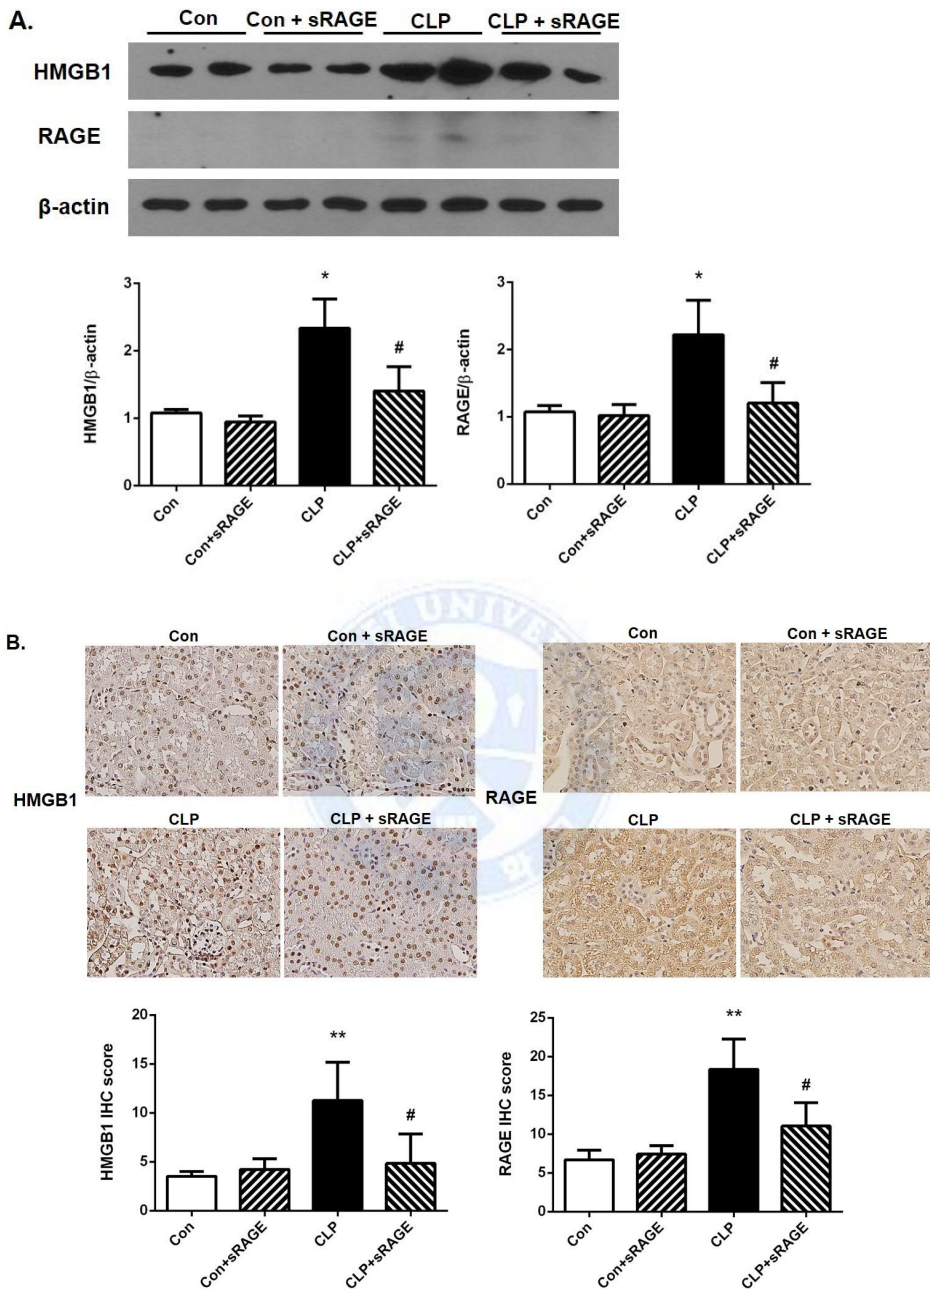 A.
Con
Con + sRAGE
CLP
CLP + sRAGE
HMGB1
RAGE
β-actin
HMGB1/β-actin
3
2
1
0
*
#
Con
Con+sRAGE
CLP
CLP+sRAGE
RAGE/β-actin
3
2
1
0
*
#
Con
Con+sRAGE
CLP
CLP+sRAGE
B.
HMGB1
Con
Con + sRAGE
CLP
CLP + sRAGE
RAGE
Con
Con + sRAGE
CLP
CLP + sRAGE
UNIVER
HMGB1 IHC score
20
15
10
5
0
**
#
Con
Con+sRAGE
CLP
CLP+sRAGE
RAGE IHC score
25
20
15
10
5
0
**
#
Con
Con+sRAGE
CLP
CLP+sRAGE